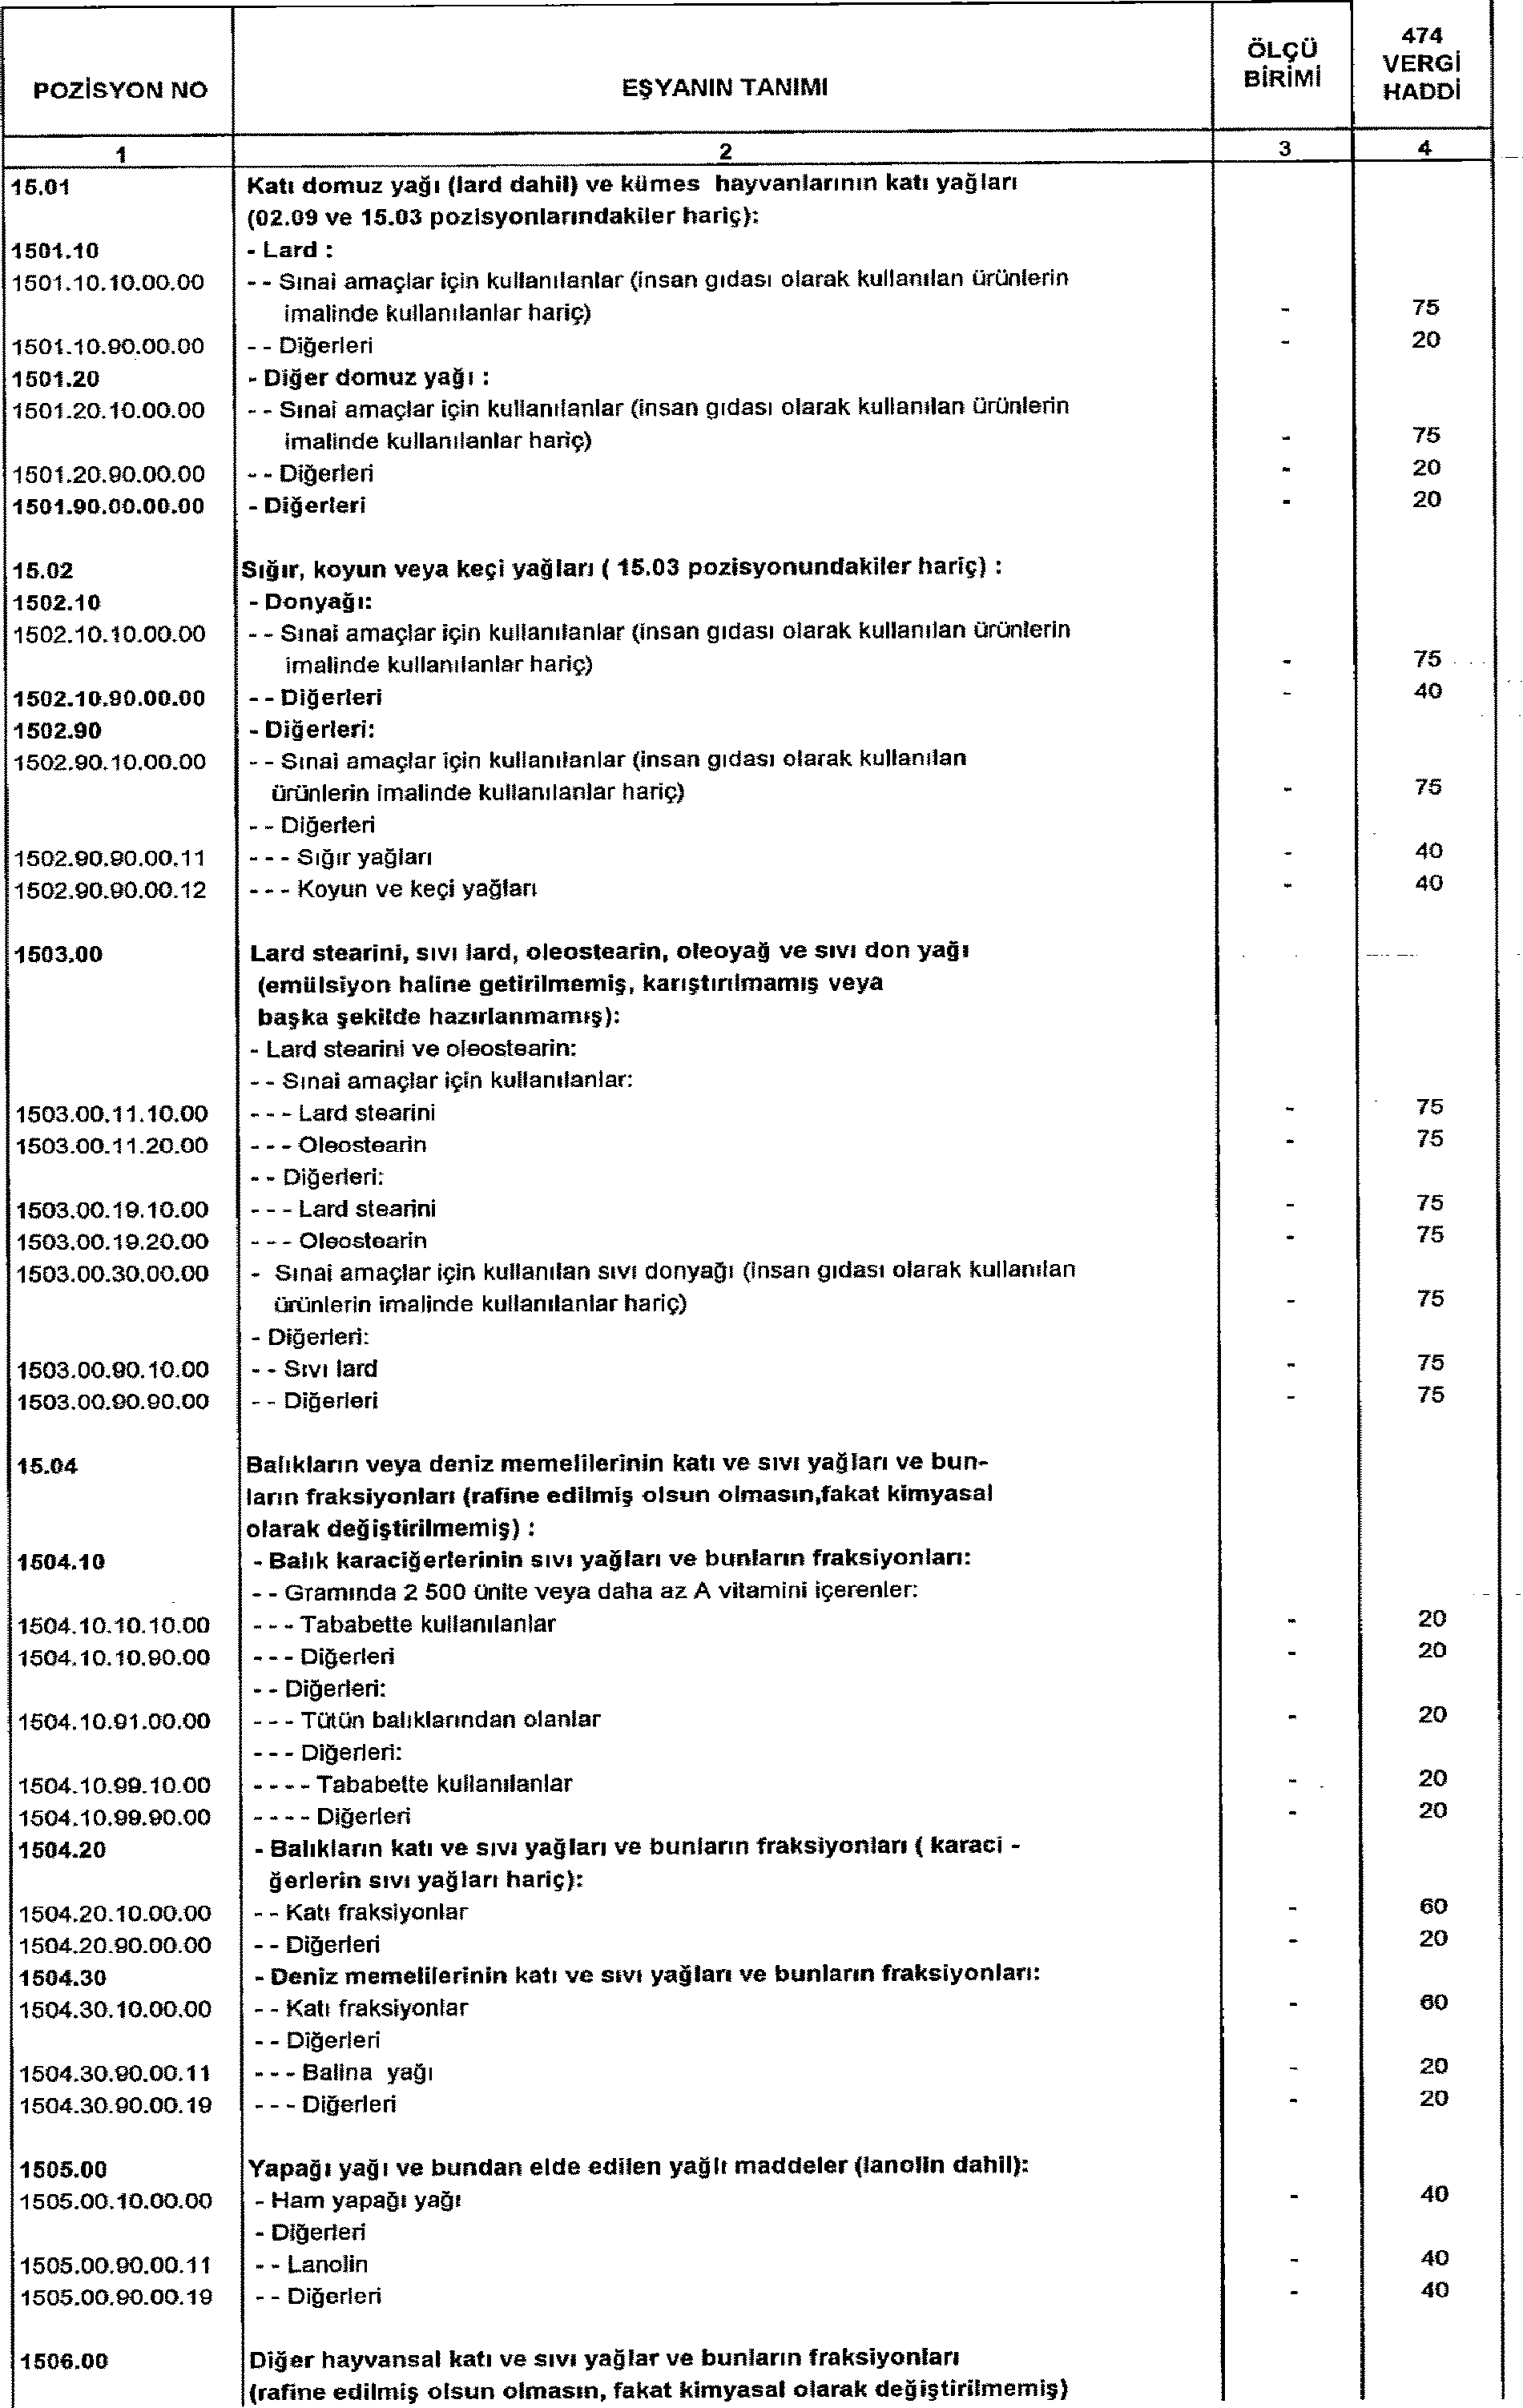 POZİSYON NO EŞYANIN TANIMI ÖLÇÜ BİRİMİ 474 VERGİ HADDİ
1 2 3 4
15.01 Katı domuz yağı (lard dahil) ve kümes hayvanlarının katı yağları
(02.09 ve 15.03 pozisyonlarındakiler hariç):
1501.10 - Lard :
1501.10.10.00.00 - - Sınai amaçlar için kullanılanlar (insan gıdası olarak kullanılan ürünlerin
imalinde kullanılanlar hariç) - 75
1501.10.90.00.00 - - Diğerleri - 20
1501.20 - Diğer domuz yağı :
1501.20.10.00.00 - - Sınai amaçlar için kullanılanlar (insan gıdası olarak kullanılan ürünlerin
imalinde kullanılanlar hariç) - 75
1501.20.90.00.00 - - Diğerleri - 20
1501.90.00.00.00 - Diğerleri - 20
15.02 Sığır, koyun veya keçi yağları ( 15.03 pozisyonundakiler hariç) :
1502.10 - Donyağı:
1502.10.10.00.00 - - Sınai amaçlar için kullanılanlar (insan gıdası olarak kullanılan ürünlerin
imalinde kullanılanlar hariç) - 75
1502.10.90.00.00 - - Diğerleri - 40
1502.90 - Diğerleri:
1502.90.10.00.00 - - Sınai amaçlar için kullanılanlar (insan gıdası olarak kullanılan
ürünlerin imalinde kullanılanlar hariç) - 75
- - Diğerleri
1502.90.90.00.11 - - - Sığır yağları - 40
1502.90.90.00.12 - - - Koyun ve keçi yağları - 40
1503.00 Lard stearini, sıvı lard, oleostearin, oleoyağ ve sıvı don yağı
(emülsiyon haline getirilmemiş, karıştırılmamış veya
başka şekilde hazırlanmamış):
- Lard stearini ve oleostearin:
- - Sınai amaçlar için kullanılanlar:
1503.00.11.10.00 - - - Lard stearini - 75
1503.00.11.20.00 - - - Oleostearin - 75
- - Diğerleri:
1503.00.19.10.00 - - - Lard stearini - 75
1503.00.19.20.00 - - - Oleostearin - 75
1503.00.30.00.00 - Sınai amaçlar için kullanılan sıvı donyağı (insan gıdası olarak kullanılan
ürünlerin imalinde kullanılanlar hariç) - 75
- Diğerleri:
1503.00.90.10.00 - - Sıvı lard - 75
1503.00.90.90.00 - - Diğerleri - 75
15.04 Balıkların veya deniz memelilerinin katı ve sıvı yağları ve bun-
ların fraksiyonları (rafine edilmiş olsun olmasın,fakat kimyasal
olarak değiştirilmemiş) :
1504.10 - Balık karaciğerlerinin sıvı yağları ve bunların fraksiyonları:
- - Gramında 2 500 ünite veya daha az A vitamini içerenler:
1504.10.10.10.00 - - - Tababette kullanılanlar - 20
1504.10.10.90.00 - - - Diğerleri - 20
- - Diğerleri:
1504.10.91.00.00 - - - Tütün balıklarından olanlar - 20
- - - Diğerleri:
1504.10.99.10.00 - - - - Tababette kullanılanlar - 20
1504.10.99.90.00 - - - - Diğerleri - 20
1504.20 - Balıkların katı ve sıvı yağları ve bunların fraksiyonları ( karaci -
ğerlerin sıvı yağları hariç):
1504.20.10.00.00 - - Katı fraksiyonlar - 60
1504.20.90.00.00 - - Diğerleri - 20
1504.30 - Deniz memelilerinin katı ve sıvı yağları ve bunların fraksiyonları:
1504.30.10.00.00 - - Katı fraksiyonlar - 60
- - Diğerleri
1504.30.90.00.11 - - - Balina yağı - 20
1504.30.90.00.19 - - - Diğerleri - 20
1505.00 Yapağı yağı ve bundan elde edilen yağlı maddeler (lanolin dahil):
1505.00.10.00.00 - Ham yapağı yağı - 40
- Diğerleri
1505.00.90.00.11 - - Lanolin - 40
1505.00.90.00.19 - - Diğerleri - 40
1506.00 Diğer hayvansal katı ve sıvı yağlar ve bunların fraksiyonları
(rafine edilmiş olsun olmasın, fakat kimyasal olarak değiştirilmemiş)